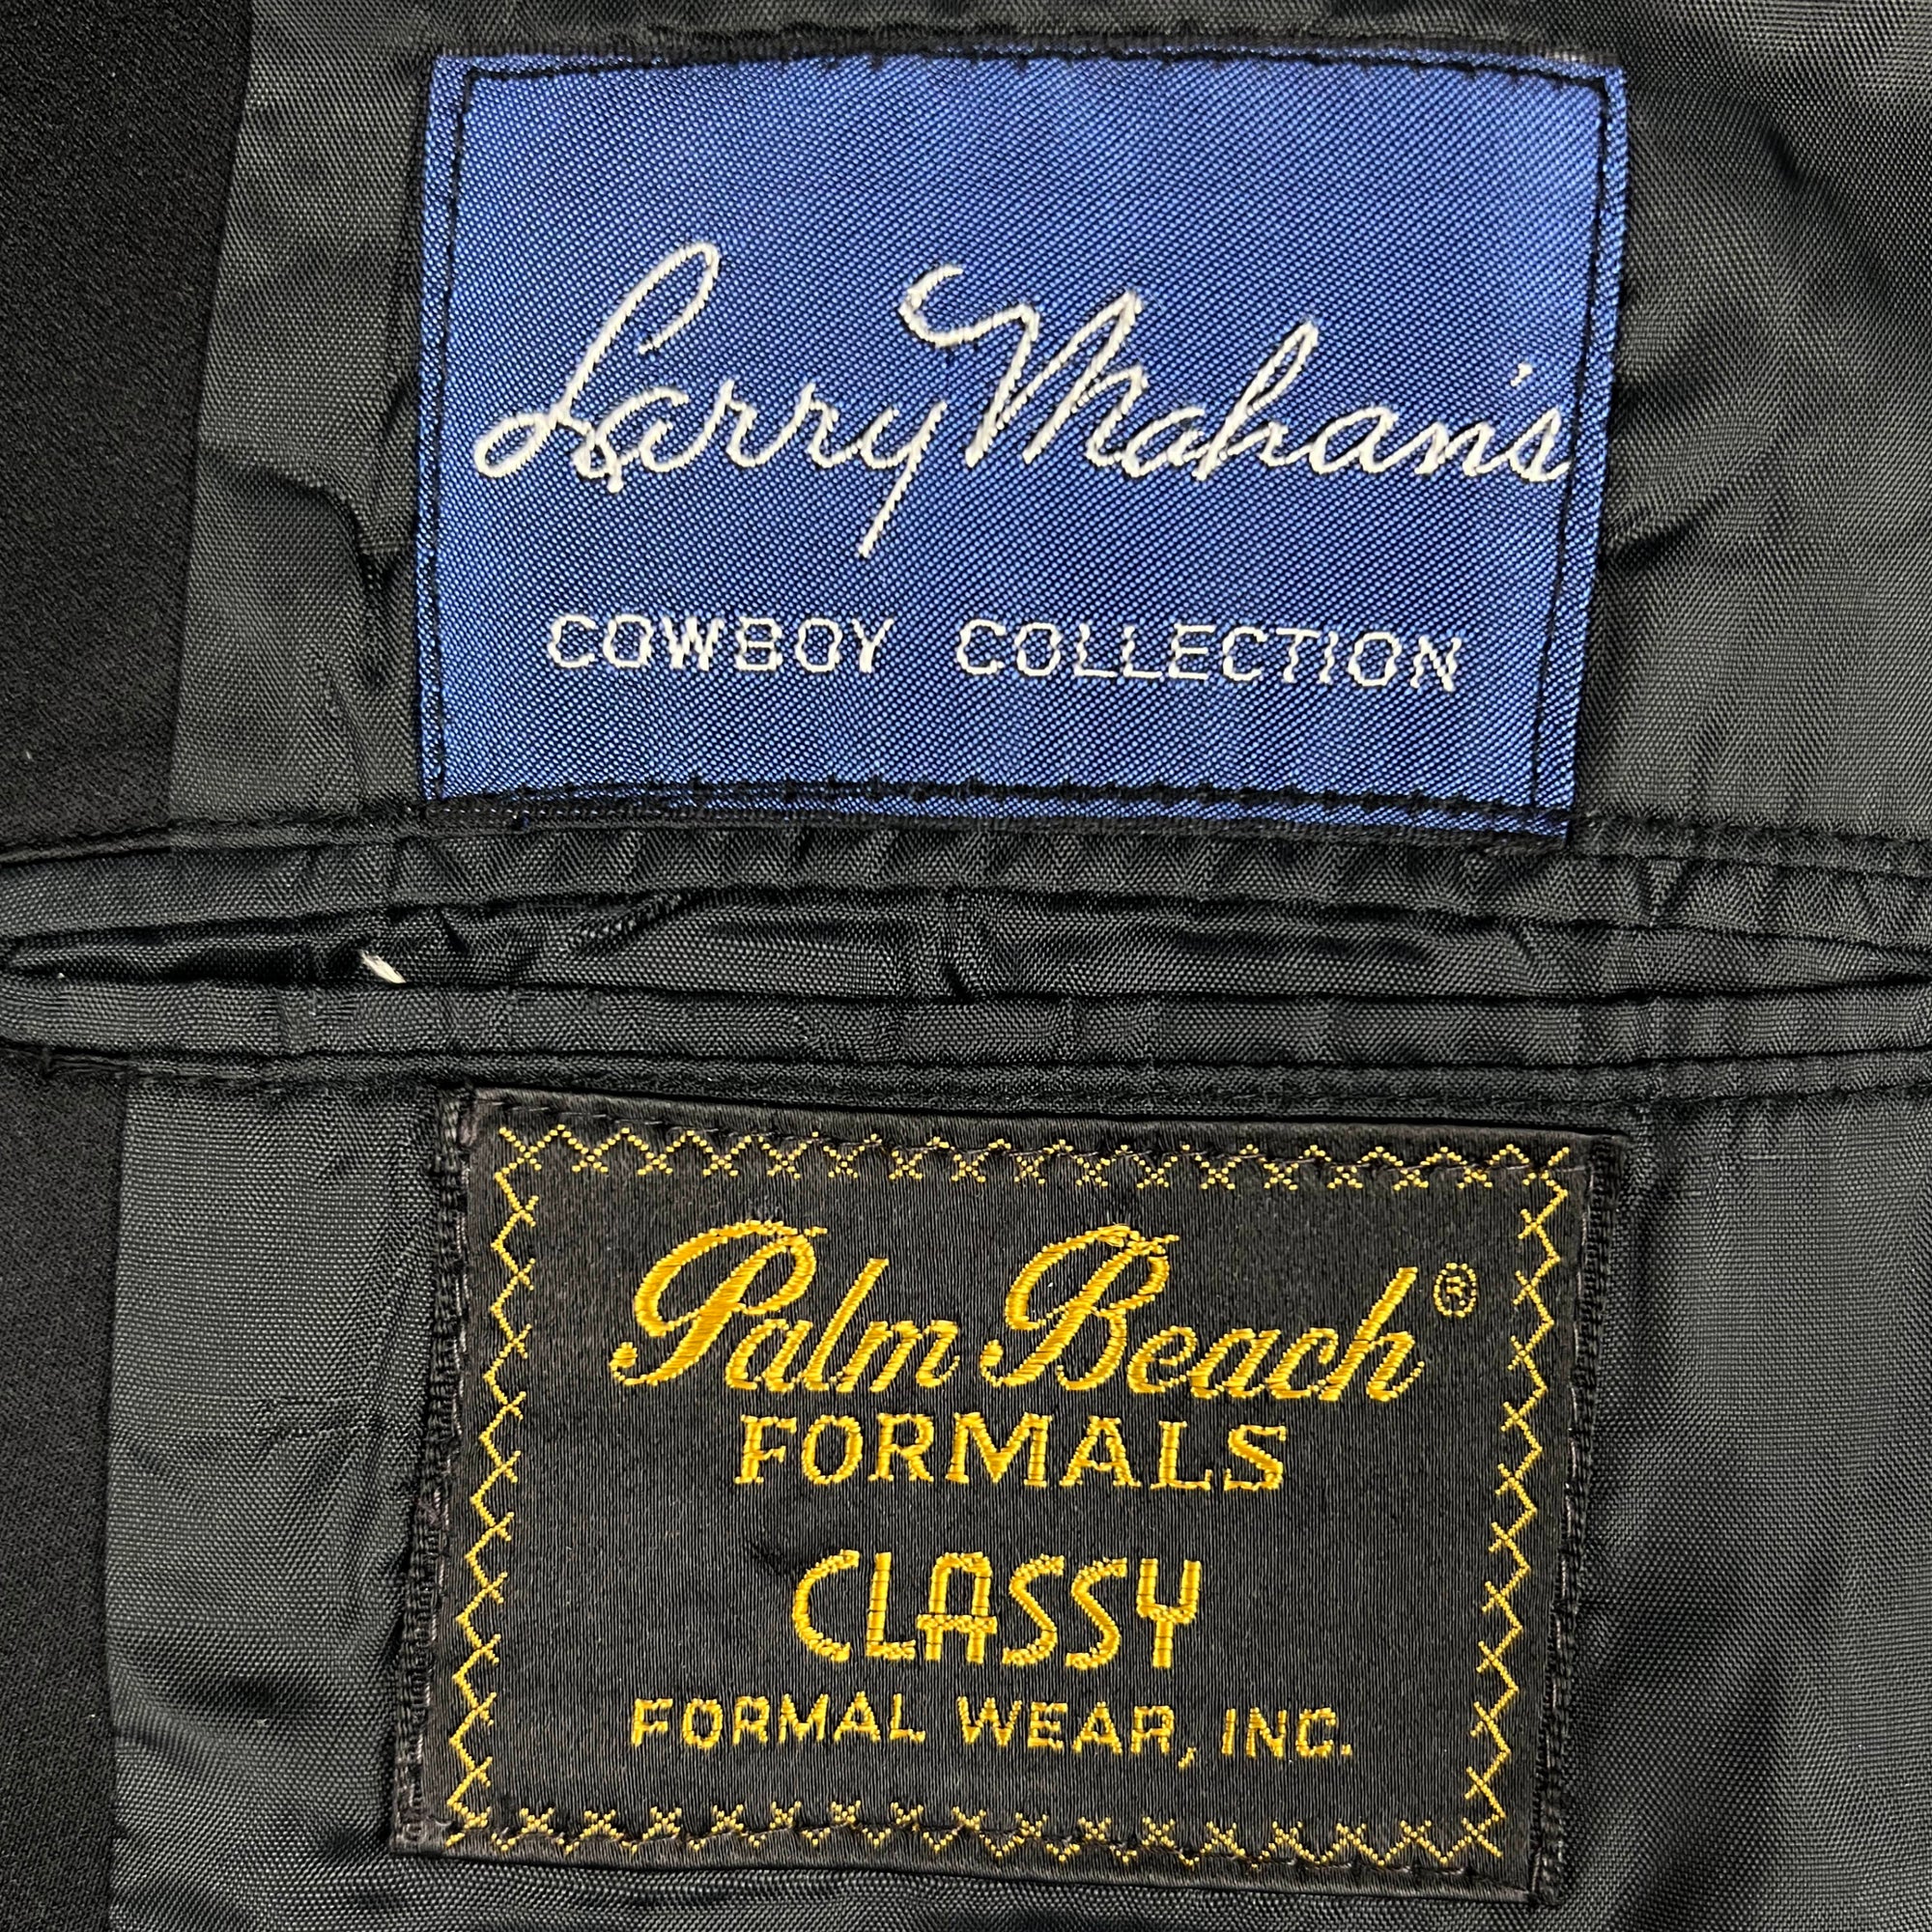 Larry Mahan's
COWBOY COLLECTION
Palm Beach®
FORMALS
CLASSY
FORMAL WEAR, INC.